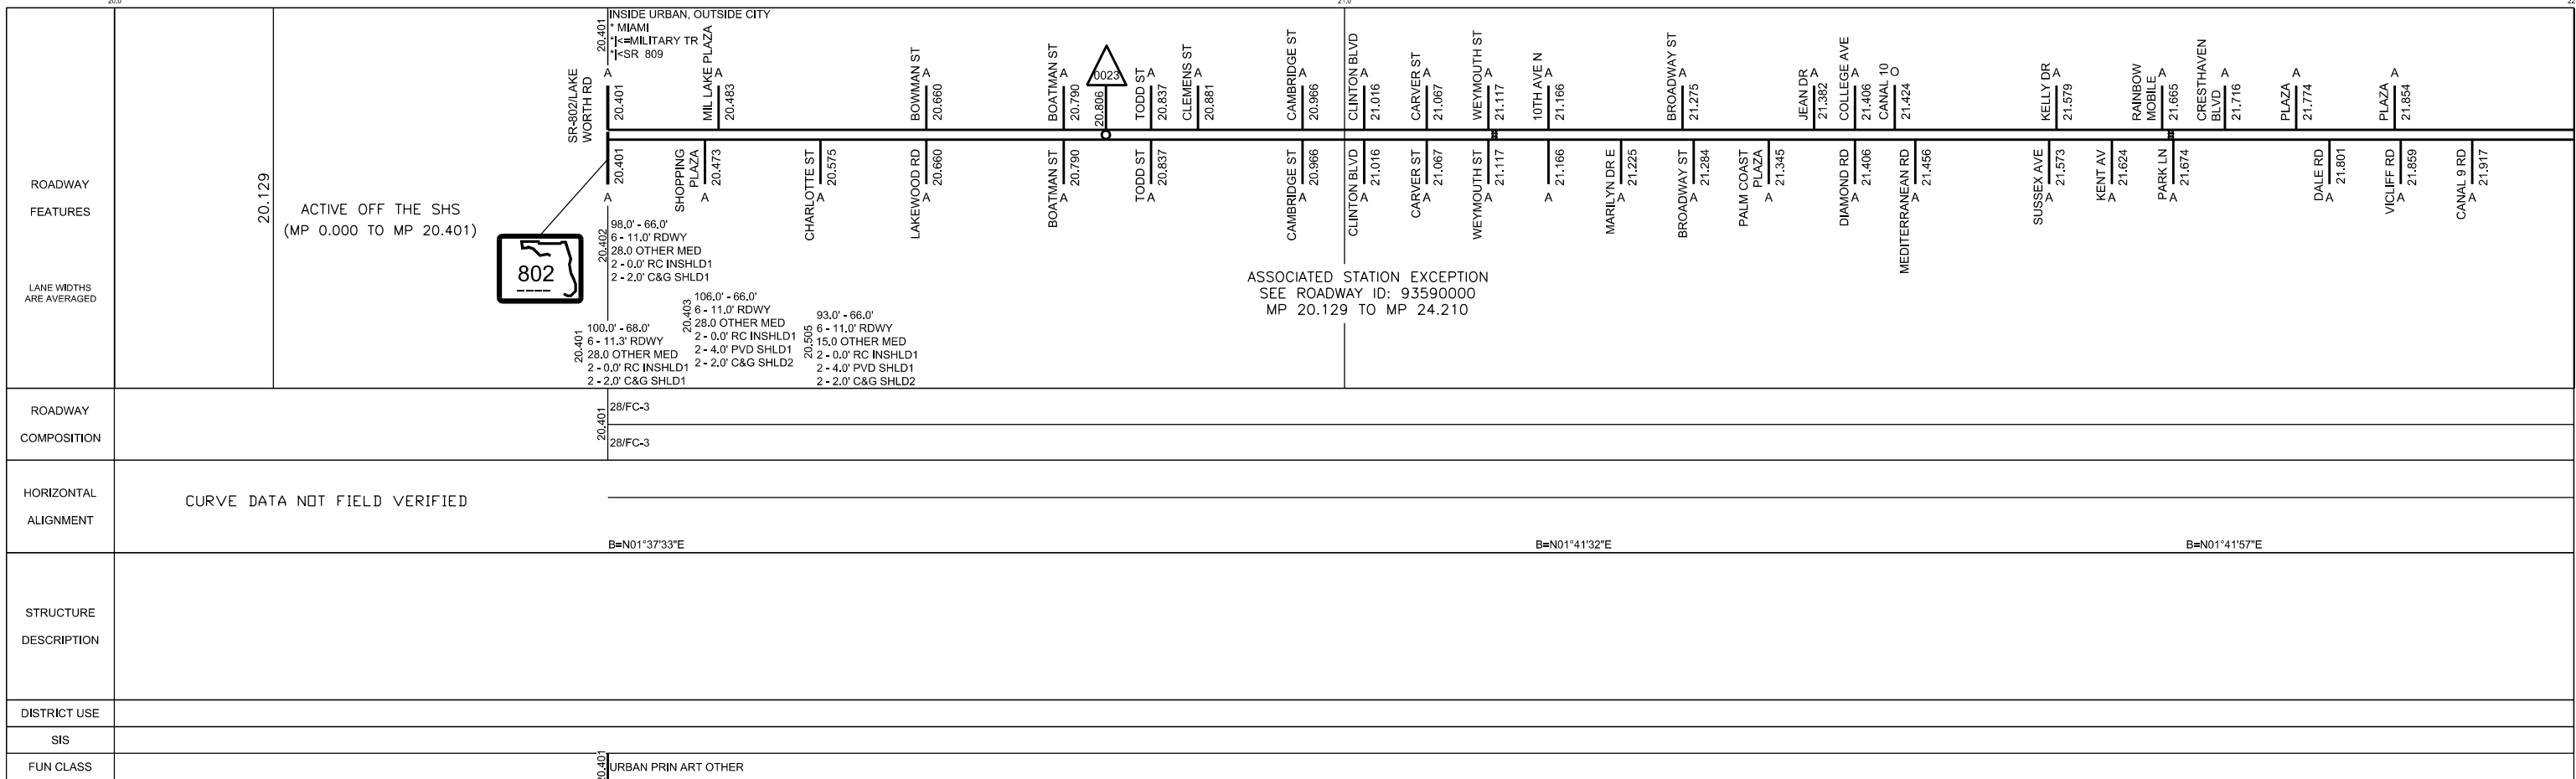 20.0
21.0
22
INSIDE URBAN, OUTSIDE CITY
* MIAMI
*|<=MILITARY TR
*|<SR 809
20.401
SR-802/LAKE
WORTH RD
A
20.401
MIL LAKE PLAZA
A
20.483
BOWMAN ST
A
20.660
BOATMAN ST
A
20.790
0023
20.806
TODD ST
A
20.837
CLEMENS ST
A
20.881
CAMBRIDGE ST
A
20.966
CLINTON BLVD
A
21.016
CARVER ST
A
21.067
WEYMOUTH ST
A
21.117
10TH AVE N
A
21.166
BROADWAY ST
A
21.275
JEAN DR
A
21.382
COLLEGE AVE
A
21.406
CANAL 10
O
21.424
KELLY DR
A
21.579
RAINBOW
MOBILE
A
21.665
CRESTHAVEN
BLVD
A
21.716
PLAZA
A
21.774
PLAZA
A
21.854
ROADWAY
FEATURES
LANE WIDTHS
ARE AVERAGED
20.129
ACTIVE OFF THE SHS
(MP 0.000 TO MP 20.401)
802
20.401
A
SHOPPING
PLAZA
20.473
A
CHARLOTTE ST
20.575
A
LAKEWOOD RD
20.660
A
BOATMAN ST
20.790
A
TODD ST
20.837
A
CAMBRIDGE ST
20.966
A
CLINTON BLVD
21.016
A
CARVER ST
21.067
A
WEYMOUTH ST
21.117
A
21.166
A
MARILYN DR E
21.225
A
BROADWAY ST
21.284
A
PALM COAST
PLAZA
21.345
A
DIAMOND RD
21.406
A
MEDITERRANEAN RD
21.456
A
SUSSEX AVE
21.573
A
KENT AV
21.624
A
PARK LN
21.674
A
DALE RD
21.801
A
VICLIFF RD
21.859
A
CANAL 9 RD
21.917
A
20.402
98.0' - 66.0'
6 - 11.0' RDWY
28.0 OTHER MED
2 - 0.0' RC INSHLD1
2 - 2.0' C&G SHLD1
20.401
100.0' - 68.0'
6 - 11.3' RDWY
28.0 OTHER MED
2 - 0.0' RC INSHLD1
2 - 2.0' C&G SHLD1
20.403
106.0' - 66.0'
6 - 11.0' RDWY
28.0 OTHER MED
2 - 0.0' RC INSHLD1
2 - 4.0' PVD SHLD1
2 - 2.0' C&G SHLD2
20.505
93.0' - 66.0'
6 - 11.0' RDWY
15.0 OTHER MED
2 - 0.0' RC INSHLD1
2 - 4.0' PVD SHLD1
2 - 2.0' C&G SHLD2
ASSOCIATED STATION EXCEPTION
SEE ROADWAY ID: 93590000
MP 20.129 TO MP 24.210
ROADWAY
COMPOSITION
20.401
28/FC-3
28/FC-3
HORIZONTAL
ALIGNMENT
CURVE DATA NOT FIELD VERIFIED
B=N01°37'33"E
B=N01°41'32"E
B=N01°41'57"E
STRUCTURE
DESCRIPTION
DISTRICT USE
SIS
FUN CLASS
20.401
URBAN PRIN ART OTHER